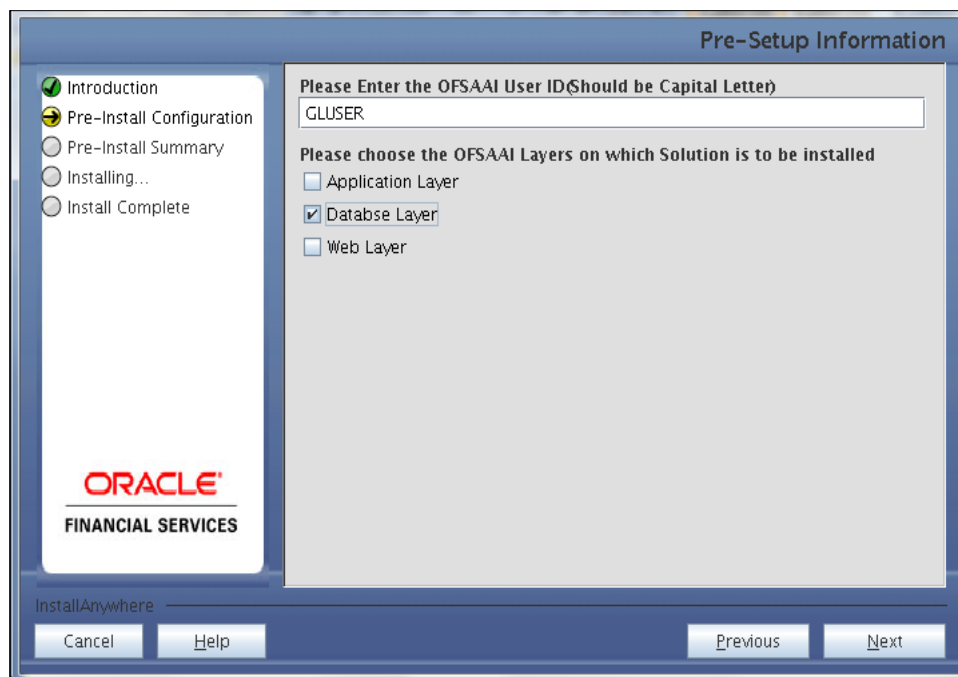 Pre-Setup Information
Introduction
Pre-Install Configuration
Pre-Install Summary
Installing...
Install Complete
ORACLE'
FINANCIAL SERVICES
Please Enter the OFSAAI User ID(Should be Capital Letter)
GLUSER
Please choose the OFSAAI Layers on which Solution is to be installed
Application Layer
Databse Layer
Web Layer
InstallAnywhere
Cancel
Help
Previous
Next